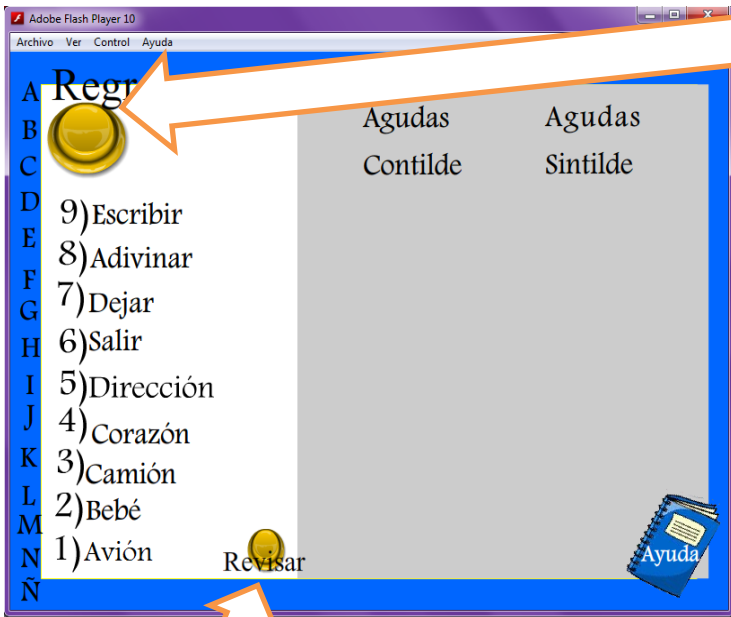 Adobe Flash Player 10
Archivo Ver Control Ayuda
A
B
C
D
E
F
G
H
I
J
K
L
M
N
Ñ
Regr
Agudas Agudas
Contilde Sintilde
9)Escribir
8)Adivinar
7)Dejar
6)Salir
5)Dirección
4)Corazón
3)Camión
2)Bebé
1)Avión
Revisar
Ayuda